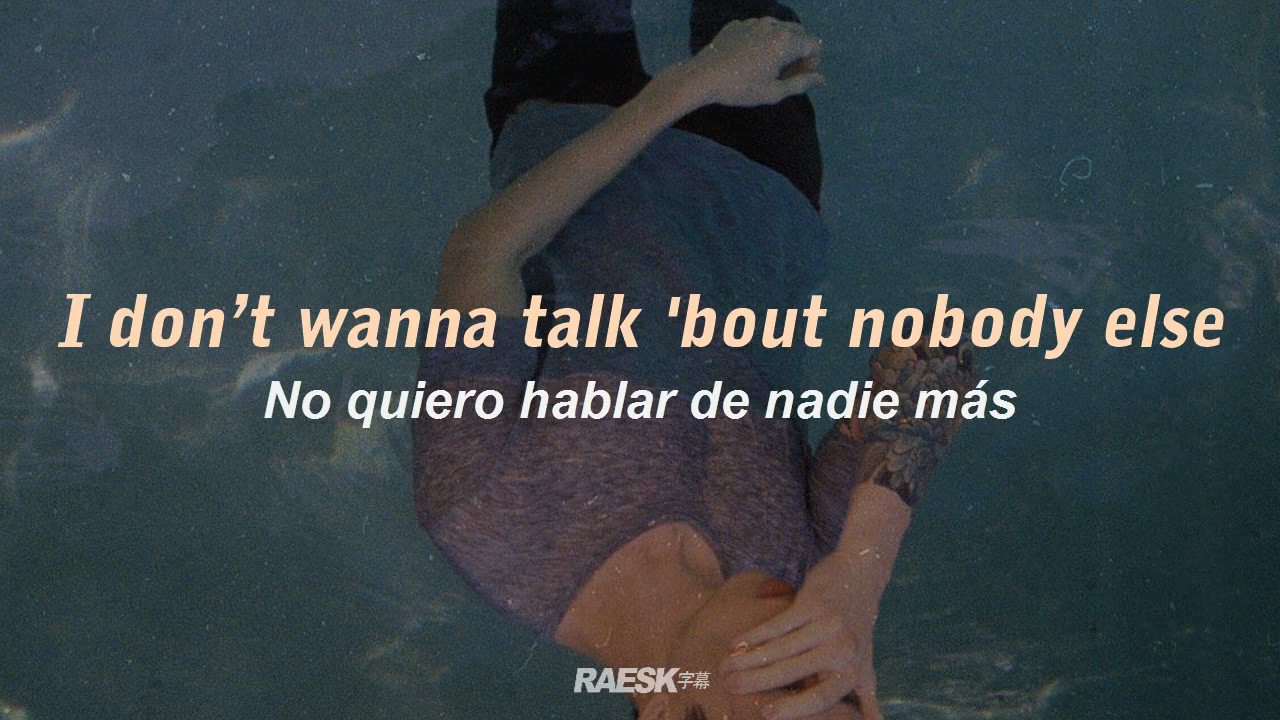 I don’t wanna talk 'bout nobody else
No quiero hablar de nadie más
RAESK字幕